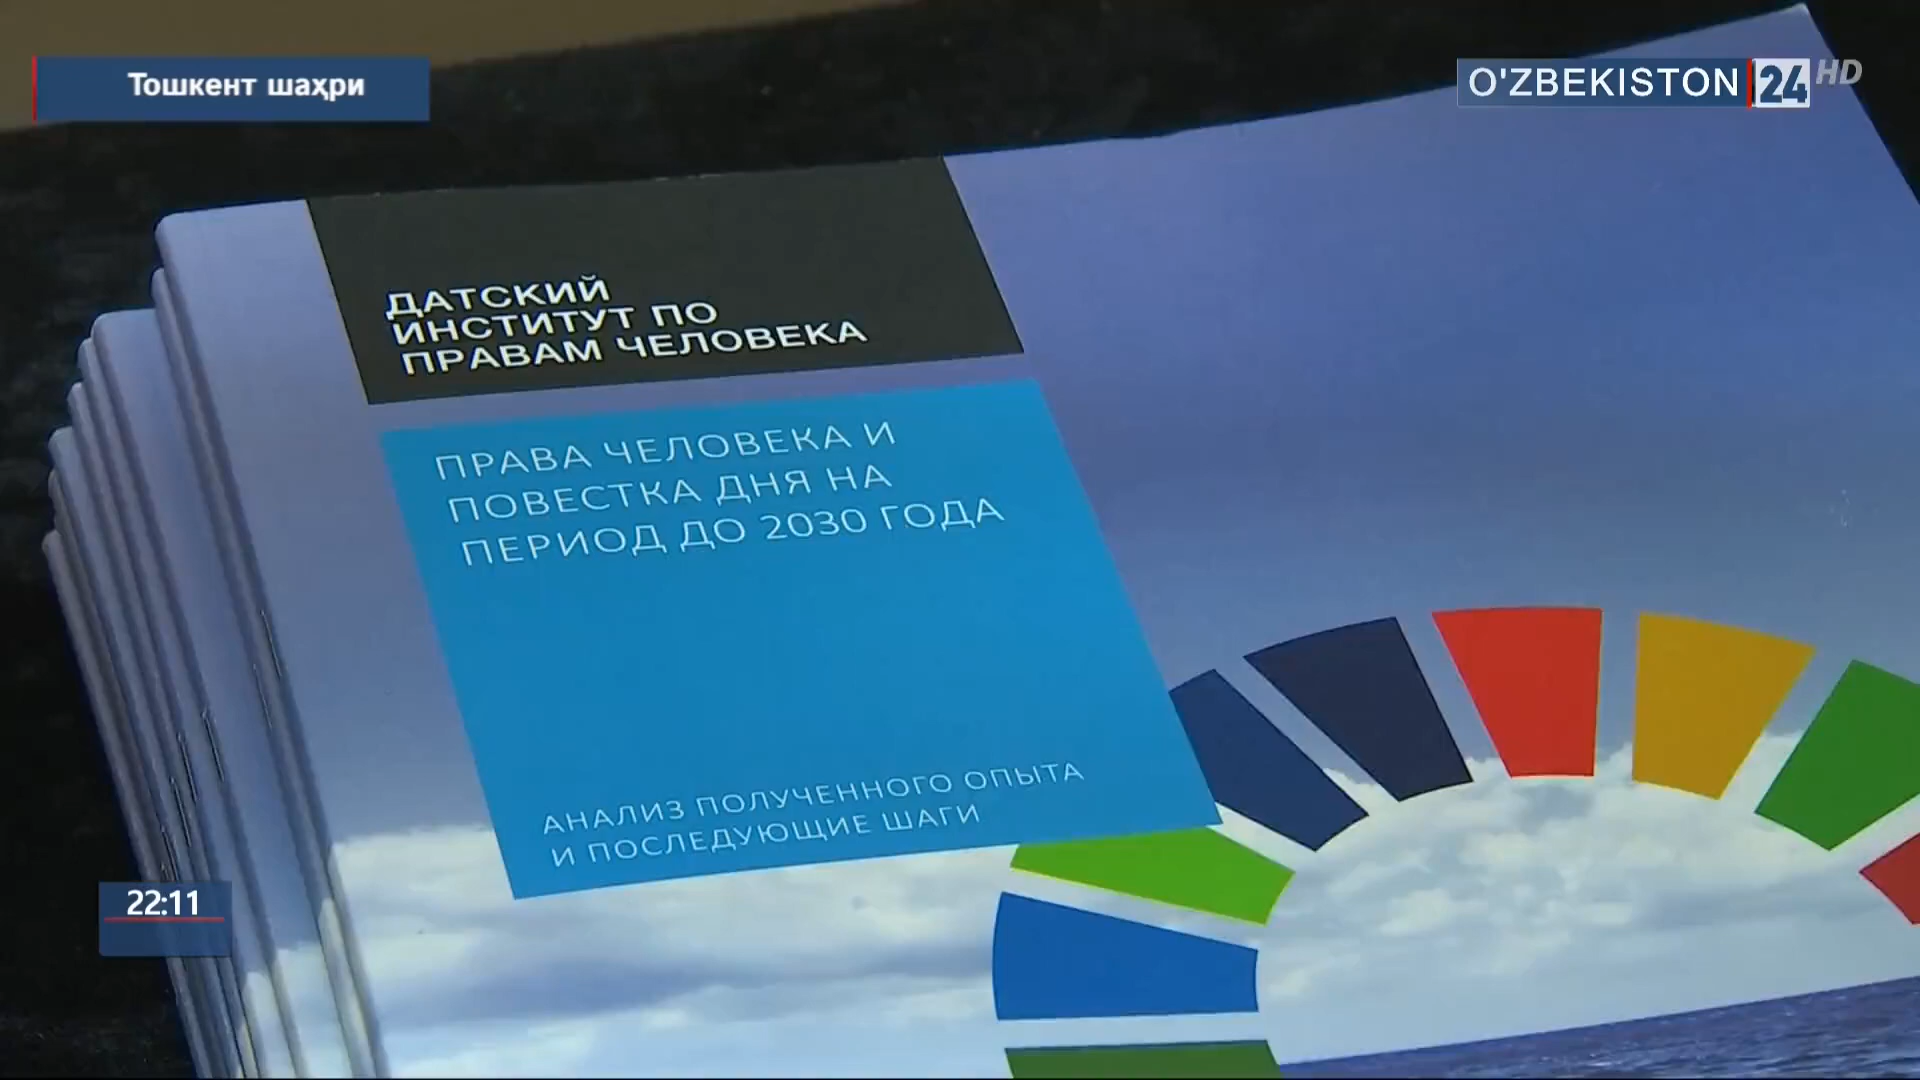 Тошкент шаҳри
O'ZBEKISTON 24 HD
ДАТСКИЙ
ИНСТИТУТ ПО
ПРАВАМ ЧЕЛОВЕКА
ПРАВА ЧЕЛОВЕКА И
ПОВЕСТКА ДНЯ НА
ПЕРИОД ДО 2030 ГОДА
АНАЛИЗ ПОЛУЧЕННОГО ОПЫТА
И ПОСЛЕДУЮЩИЕ ШАГИ
22:11